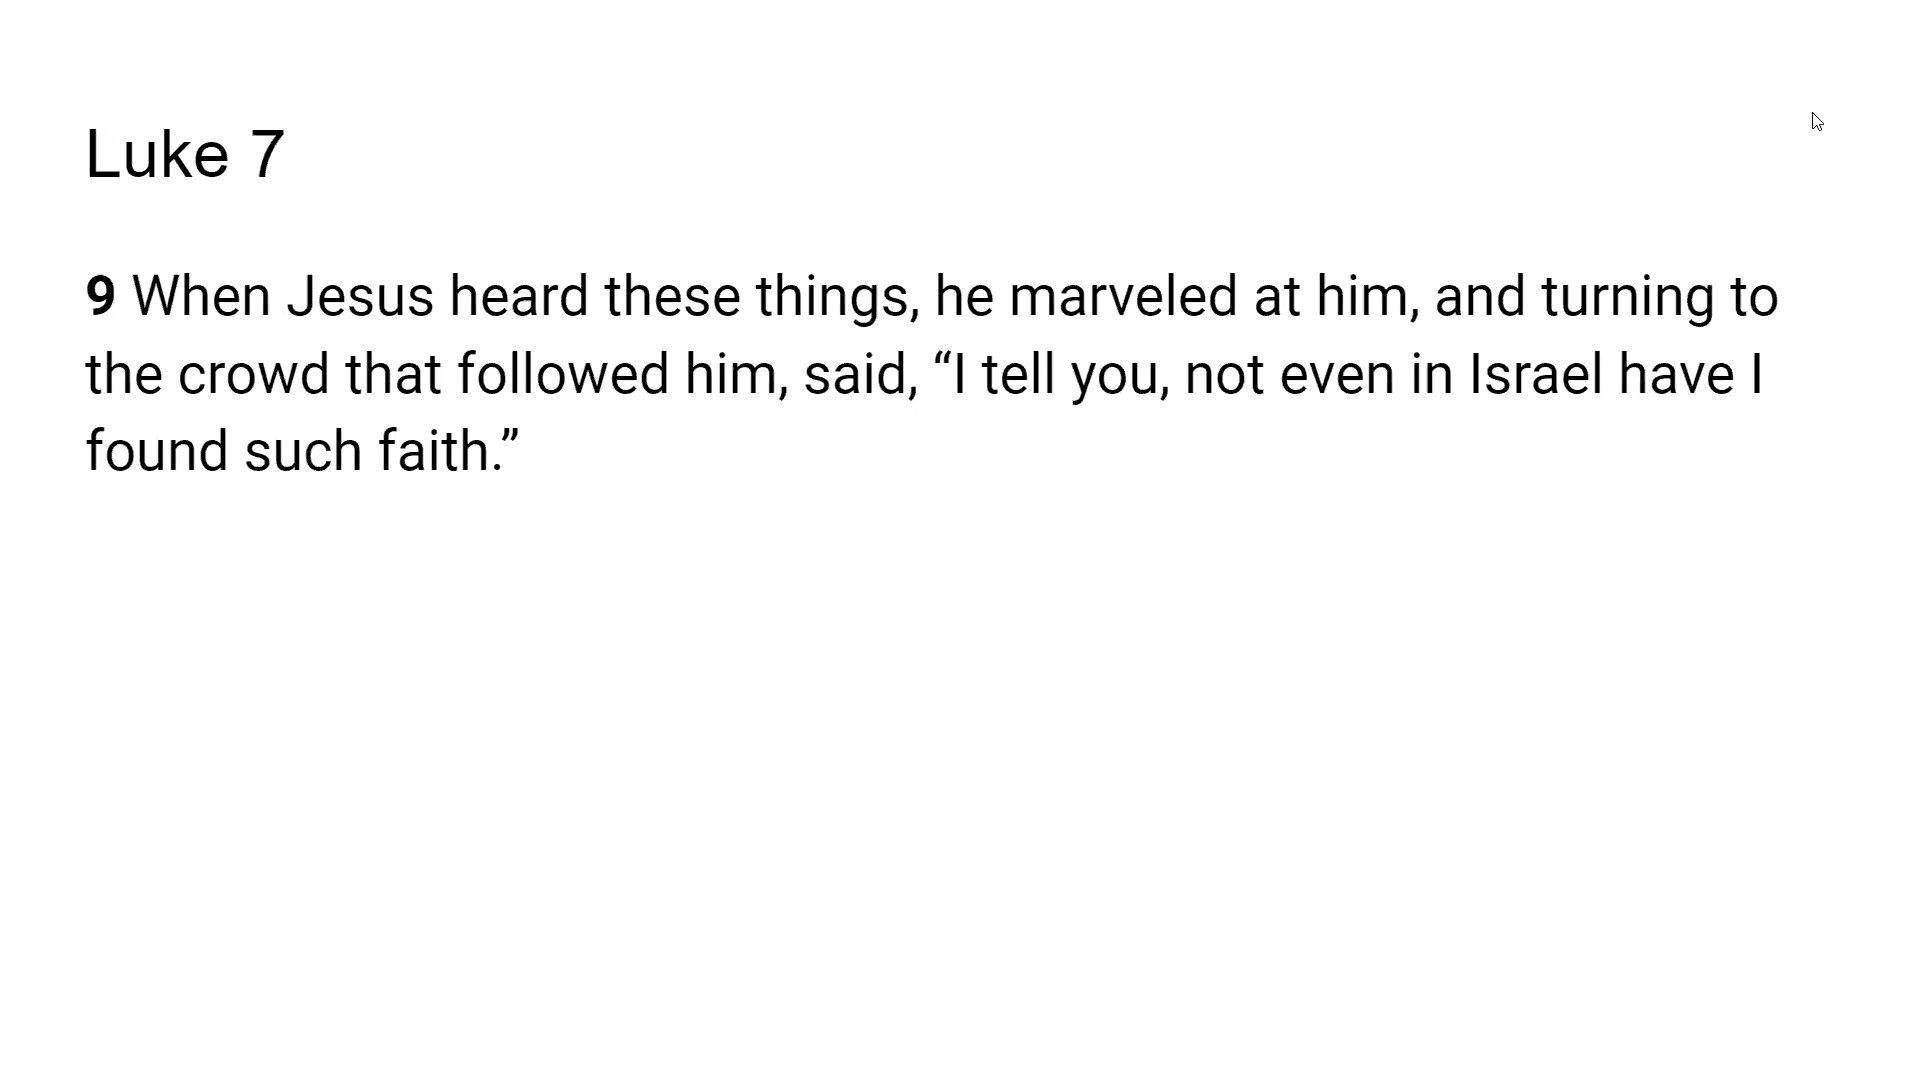 Luke 7
9 When Jesus heard these things, he marveled at him, and turning to
the crowd that followed him, said, “I tell you, not even in Israel have I
found such faith.”